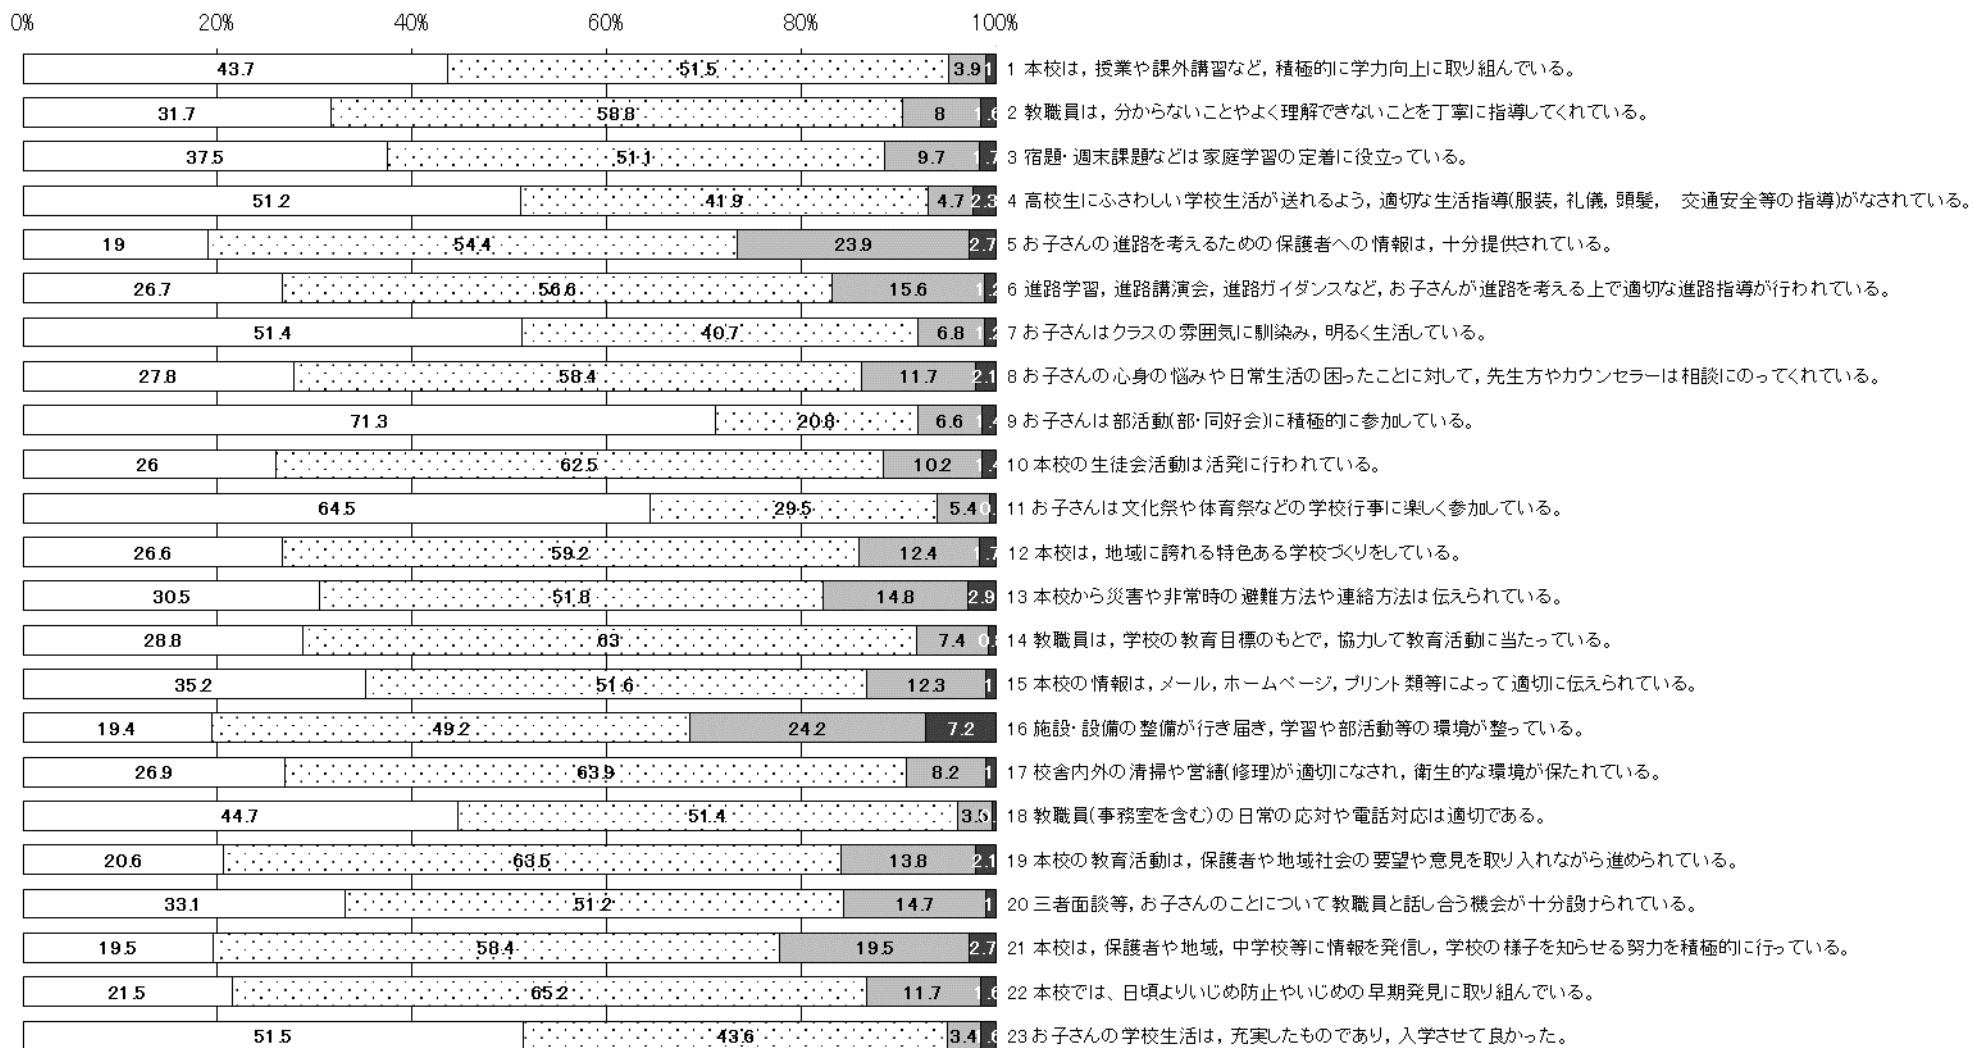 0% 20% 40% 60% 80% 100%
43.7 51.5 3.9 1 1 本校は，授業や課外講習など，積極的に学力向上に取り組んでいる。
31.7 58.8 8 1.6 2 教職員は，分からないことやよく理解できないことを丁寧に指導してくれている。
37.5 51.1 9.7 1.7 3 宿題・週末課題などは家庭学習の定着に役立っている。
51.2 41.9 4.7 2.3 4 高校生にふさわしい学校生活が送れるよう，適切な生活指導(服装，礼儀，頭髪，　交通安全等の指導)がなされている。
19 54.4 23.9 2.7 5 お子さんの進路を考えるための保護者への情報は，十分提供されている。
26.7 56.6 15.6 1.2 6 進路学習，進路講演会，進路ガイダンスなど，お子さんが進路を考える上で適切な進路指導が行われている。
51.4 40.7 6.8 1.2 7 お子さんはクラスの雰囲気に馴染み，明るく生活している。
27.8 58.4 11.7 2.1 8 お子さんの心身の悩みや日常生活の困ったことに対して，先生方やカウンセラーは相談にのってくれている。
71.3 20.8 6.6 1.4 9 お子さんは部活動(部・同好会)に積極的に参加している。
26 62.5 10.2 1.4 10 本校の生徒会活動は活発に行われている。
64.5 29.5 5.4 0. 11 お子さんは文化祭や体育祭などの学校行事に楽しく参加している。
26.6 59.2 12.4 1.7 12 本校は，地域に誇れる特色ある学校づくりをしている。
30.5 51.8 14.8 2.9 13 本校から災害や非常時の避難方法や連絡方法は伝えられている。
28.8 63 7.4 0.8 14 教職員は，学校の教育目標のもとで，協力して教育活動に当たっている。
35.2 51.6 12.3 1 15 本校の情報は，メール，ホームページ，プリント類等によって適切に伝えられている。
19.4 49.2 24.2 7.2 16 施設・設備の整備が行き届き，学習や部活動等の環境が整っている。
26.9 63.9 8.2 1 17 校舎内外の清掃や営繕(修理)が適切になされ，衛生的な環境が保たれている。
44.7 51.4 3.5 0. 18 教職員(事務室を含む)の日常の応対や電話対応は適切である。
20.6 63.5 13.8 2.1 19 本校の教育活動は，保護者や地域社会の要望や意見を取り入れながら進められている。
33.1 51.2 14.7 1 20 三者面談等，お子さんのことについて教職員と話し合う機会が十分設けられている。
19.5 58.4 19.5 2.7 21 本校は，保護者や地域，中学校等に情報を発信し，学校の様子を知らせる努力を積極的に行っている。
21.5 65.2 11.7 1.6 22 本校では、日頃よりいじめ防止やいじめの早期発見に取り組んでいる。
51.5 43.6 3.4 .6 23 お子さんの学校生活は，充実したものであり，入学させて良かった。